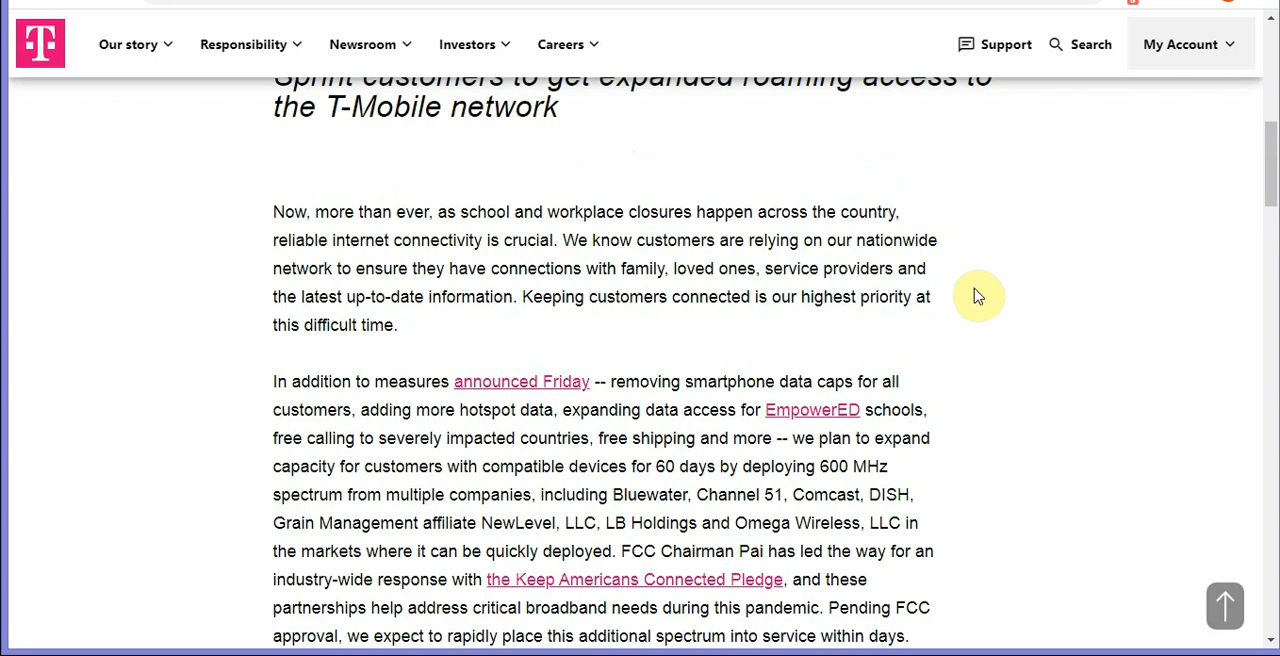 Our story
Responsibility
Newsroom
Investors
Careers
Support
Search
My Account
Sprint customers to get expanded roaming access to
the T-Mobile network
Now, more than ever, as school and workplace closures happen across the country,
reliable internet connectivity is crucial. We know customers are relying on our nationwide
network to ensure they have connections with family, loved ones, service providers and
the latest up-to-date information. Keeping customers connected is our highest priority at
this difficult time.
In addition to measures announced Friday -- removing smartphone data caps for all
customers, adding more hotspot data, expanding data access for EmpowerED schools,
free calling to severely impacted countries, free shipping and more -- we plan to expand
capacity for customers with compatible devices for 60 days by deploying 600 MHz
spectrum from multiple companies, including Bluewater, Channel 51, Comcast, DISH,
Grain Management affiliate NewLevel, LLC, LB Holdings and Omega Wireless, LLC in
the markets where it can be quickly deployed. FCC Chairman Pai has led the way for an
industry-wide response with the Keep Americans Connected Pledge, and these
partnerships help address critical broadband needs during this pandemic. Pending FCC
approval, we expect to rapidly place this additional spectrum into service within days.